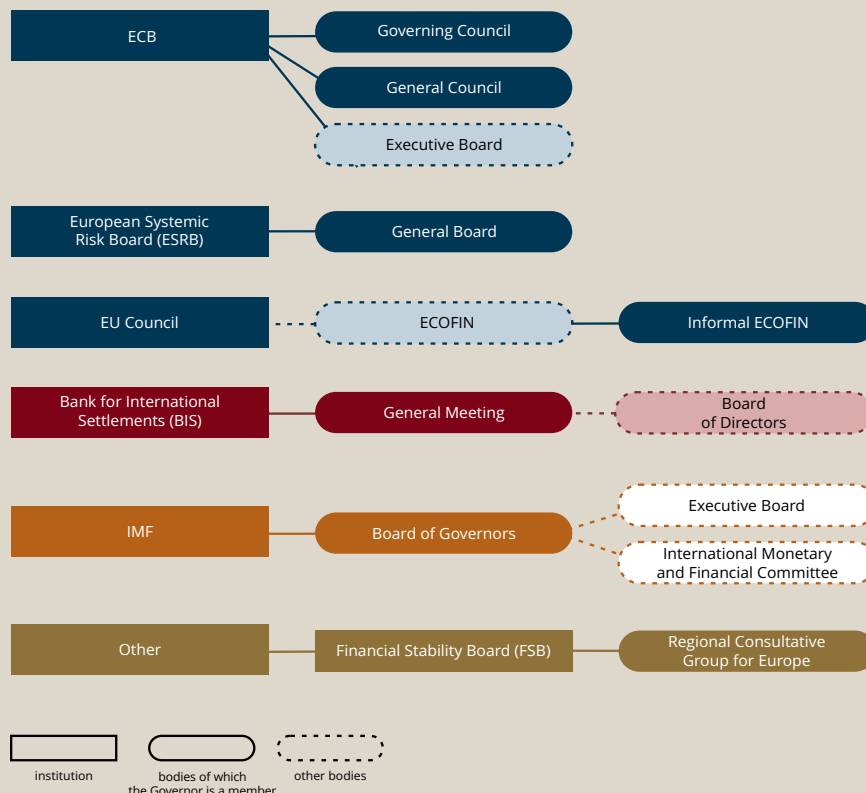 ECB
Governing Council
General Council
Executive Board
European Systemic
Risk Board (ESRB)
General Board
EU Council
ECOFIN
Informal ECOFIN
Bank for International
Settlements (BIS)
General Meeting
Board
of Directors
IMF
Board of Governors
Executive Board
International Monetary
and Financial Committee
Other
Financial Stability Board (FSB)
Regional Consultative
Group for Europe
institution
bodies of which
the Governor is a member
other bodies